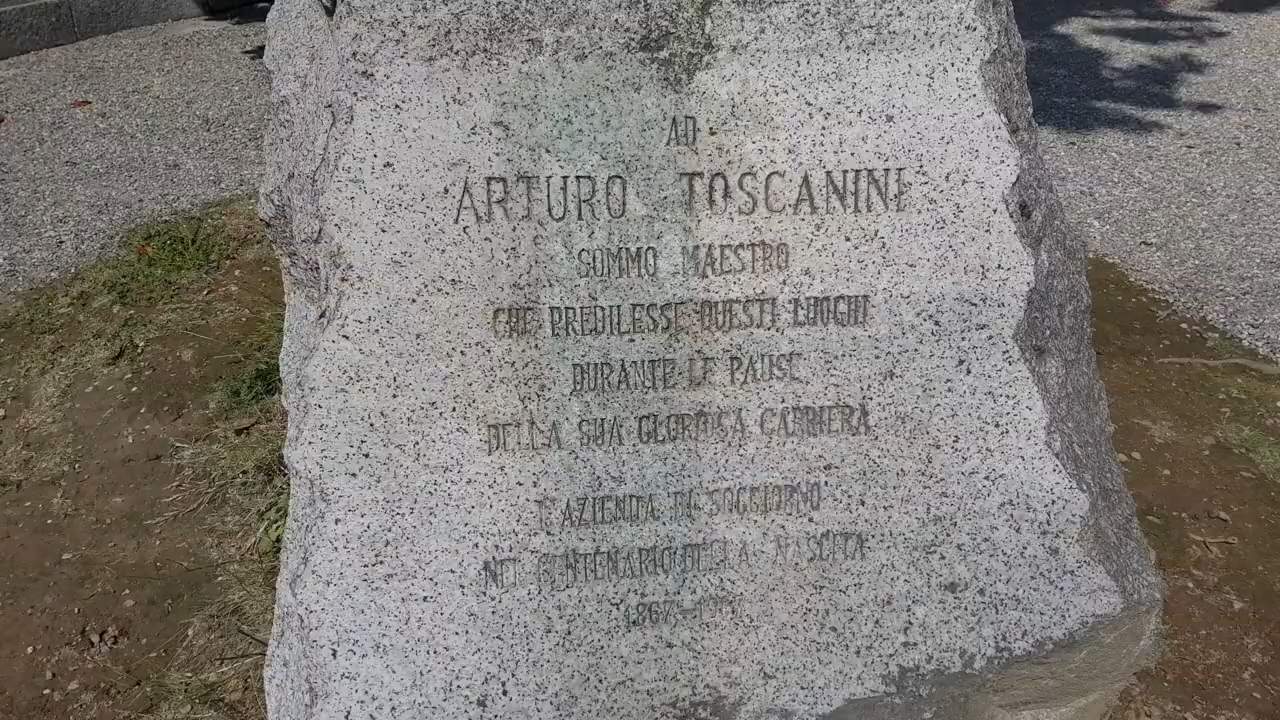 AD
ARTURO TOSCANINI
SOMMO MAESTRO
CHE PREDILESSE QUESTI LUOGHI
DURANTE LE PAUSE
DELLA SUA GLORIOSA CARRIERA
L'AZIENDA DI SOGGIORNO
NEL CENTENARIO DELLA NASCITA
1867-